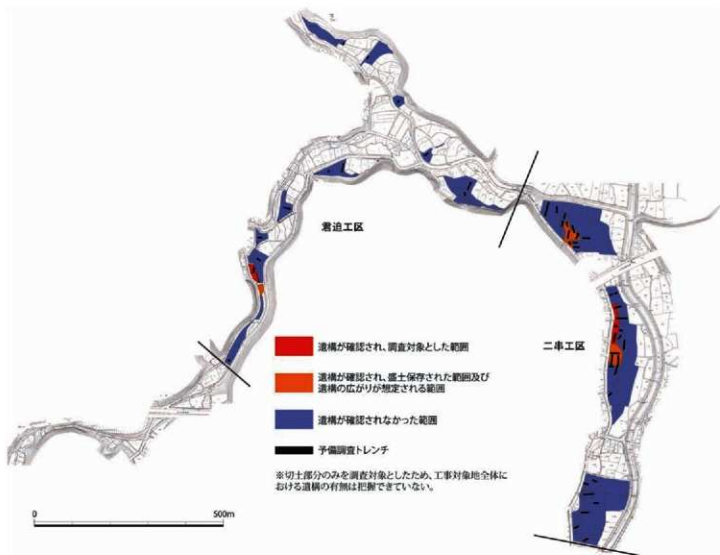 君迫工区
二串工区
遺構が確認され、調査対象とした範囲
遺構が確認され、盛土保存された範囲及び
遺構の広がりが想定される範囲
遺構が確認されなかった範囲
予備調査トレンチ
※切土部分のみを調査対象としたため、工事対象地全体に
おける遺構の有無は把握できていない。
0
500m